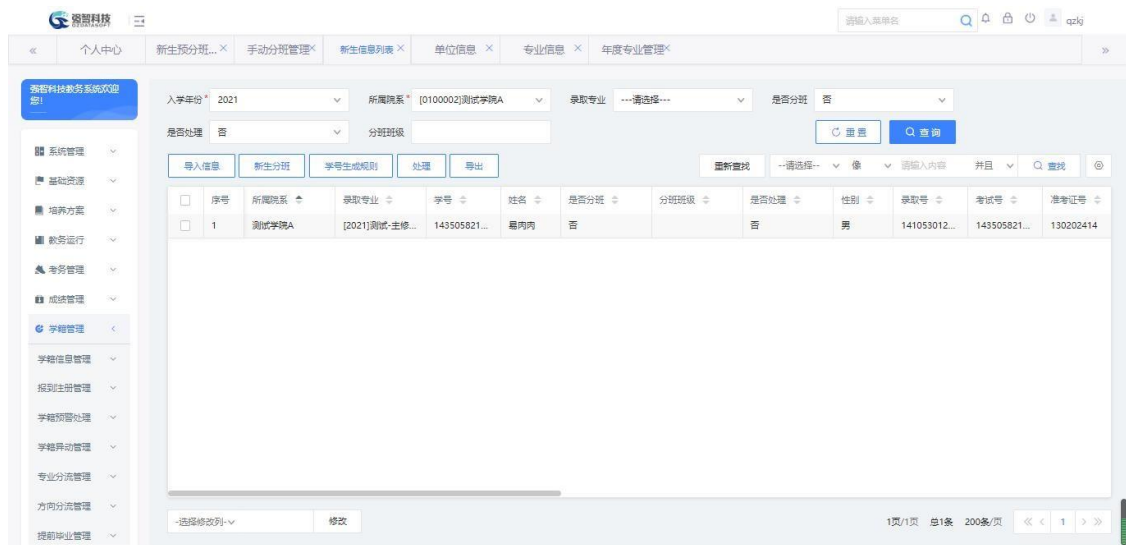 强智科技
请输入菜单名
qzkj
个人中心 新生预分班... 手动分班管理 新生信息列表 单位信息 专业信息 年度专业管理
强智科技教务系统欢迎您!
入学年份* 2021 所属院系* [0100002]测试学院A 录取专业 ---请选择--- 是否分班 否
是否处理 否 分班班级 重置 查询
导入信息 新生分班 学号生成规则 处理 导出 重新查找 --请选择-- 像 请输入内容 并且 查找
序号 所属院系 录取专业 学号 姓名 是否分班 分班班级 是否处理 性别 录取号 考试号 准考证号
1 测试学院A [2021]测试-主修... 143505821... 易肉肉 否 否 男 141053012... 143505821... 130202414
系统管理
基础资源
培养方案
教务运行
考务管理
成绩管理
学籍管理
学籍信息管理
报到注册管理
学籍预警处理
学籍异动管理
专业分流管理
方向分流管理
提前毕业管理
-选择修改列- 修改 1页/1页 总1条 200条/页 1